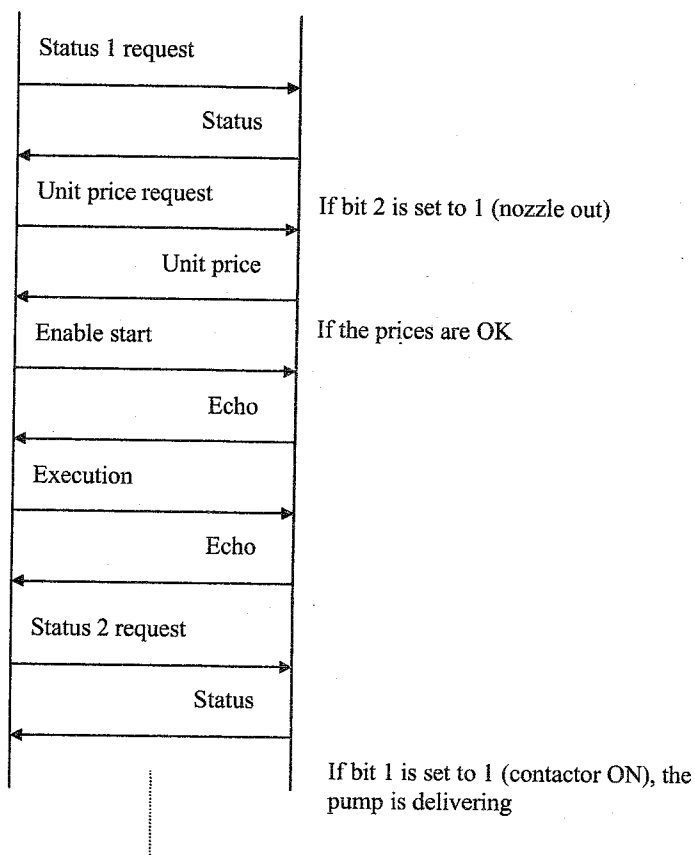 Status 1 request
Status
Unit price request
If bit 2 is set to 1 (nozzle out)
Unit price
Enable start
If the prices are OK
Echo
Execution
Echo
Status 2 request
Status
If bit 1 is set to 1 (contactor ON), the
pump is delivering